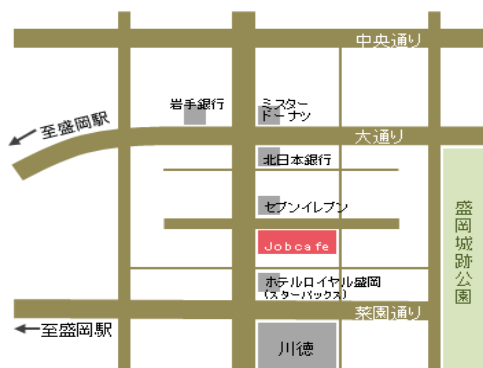 中央通り
岩手銀行
ミスター
ドーナツ
至盛岡駅
大通り
北日本銀行
セブンイレブン
盛岡城跡公園
Jobcafe
ホテルロイヤル盛岡
(スターバックス)
菜園通り
至盛岡駅
川徳